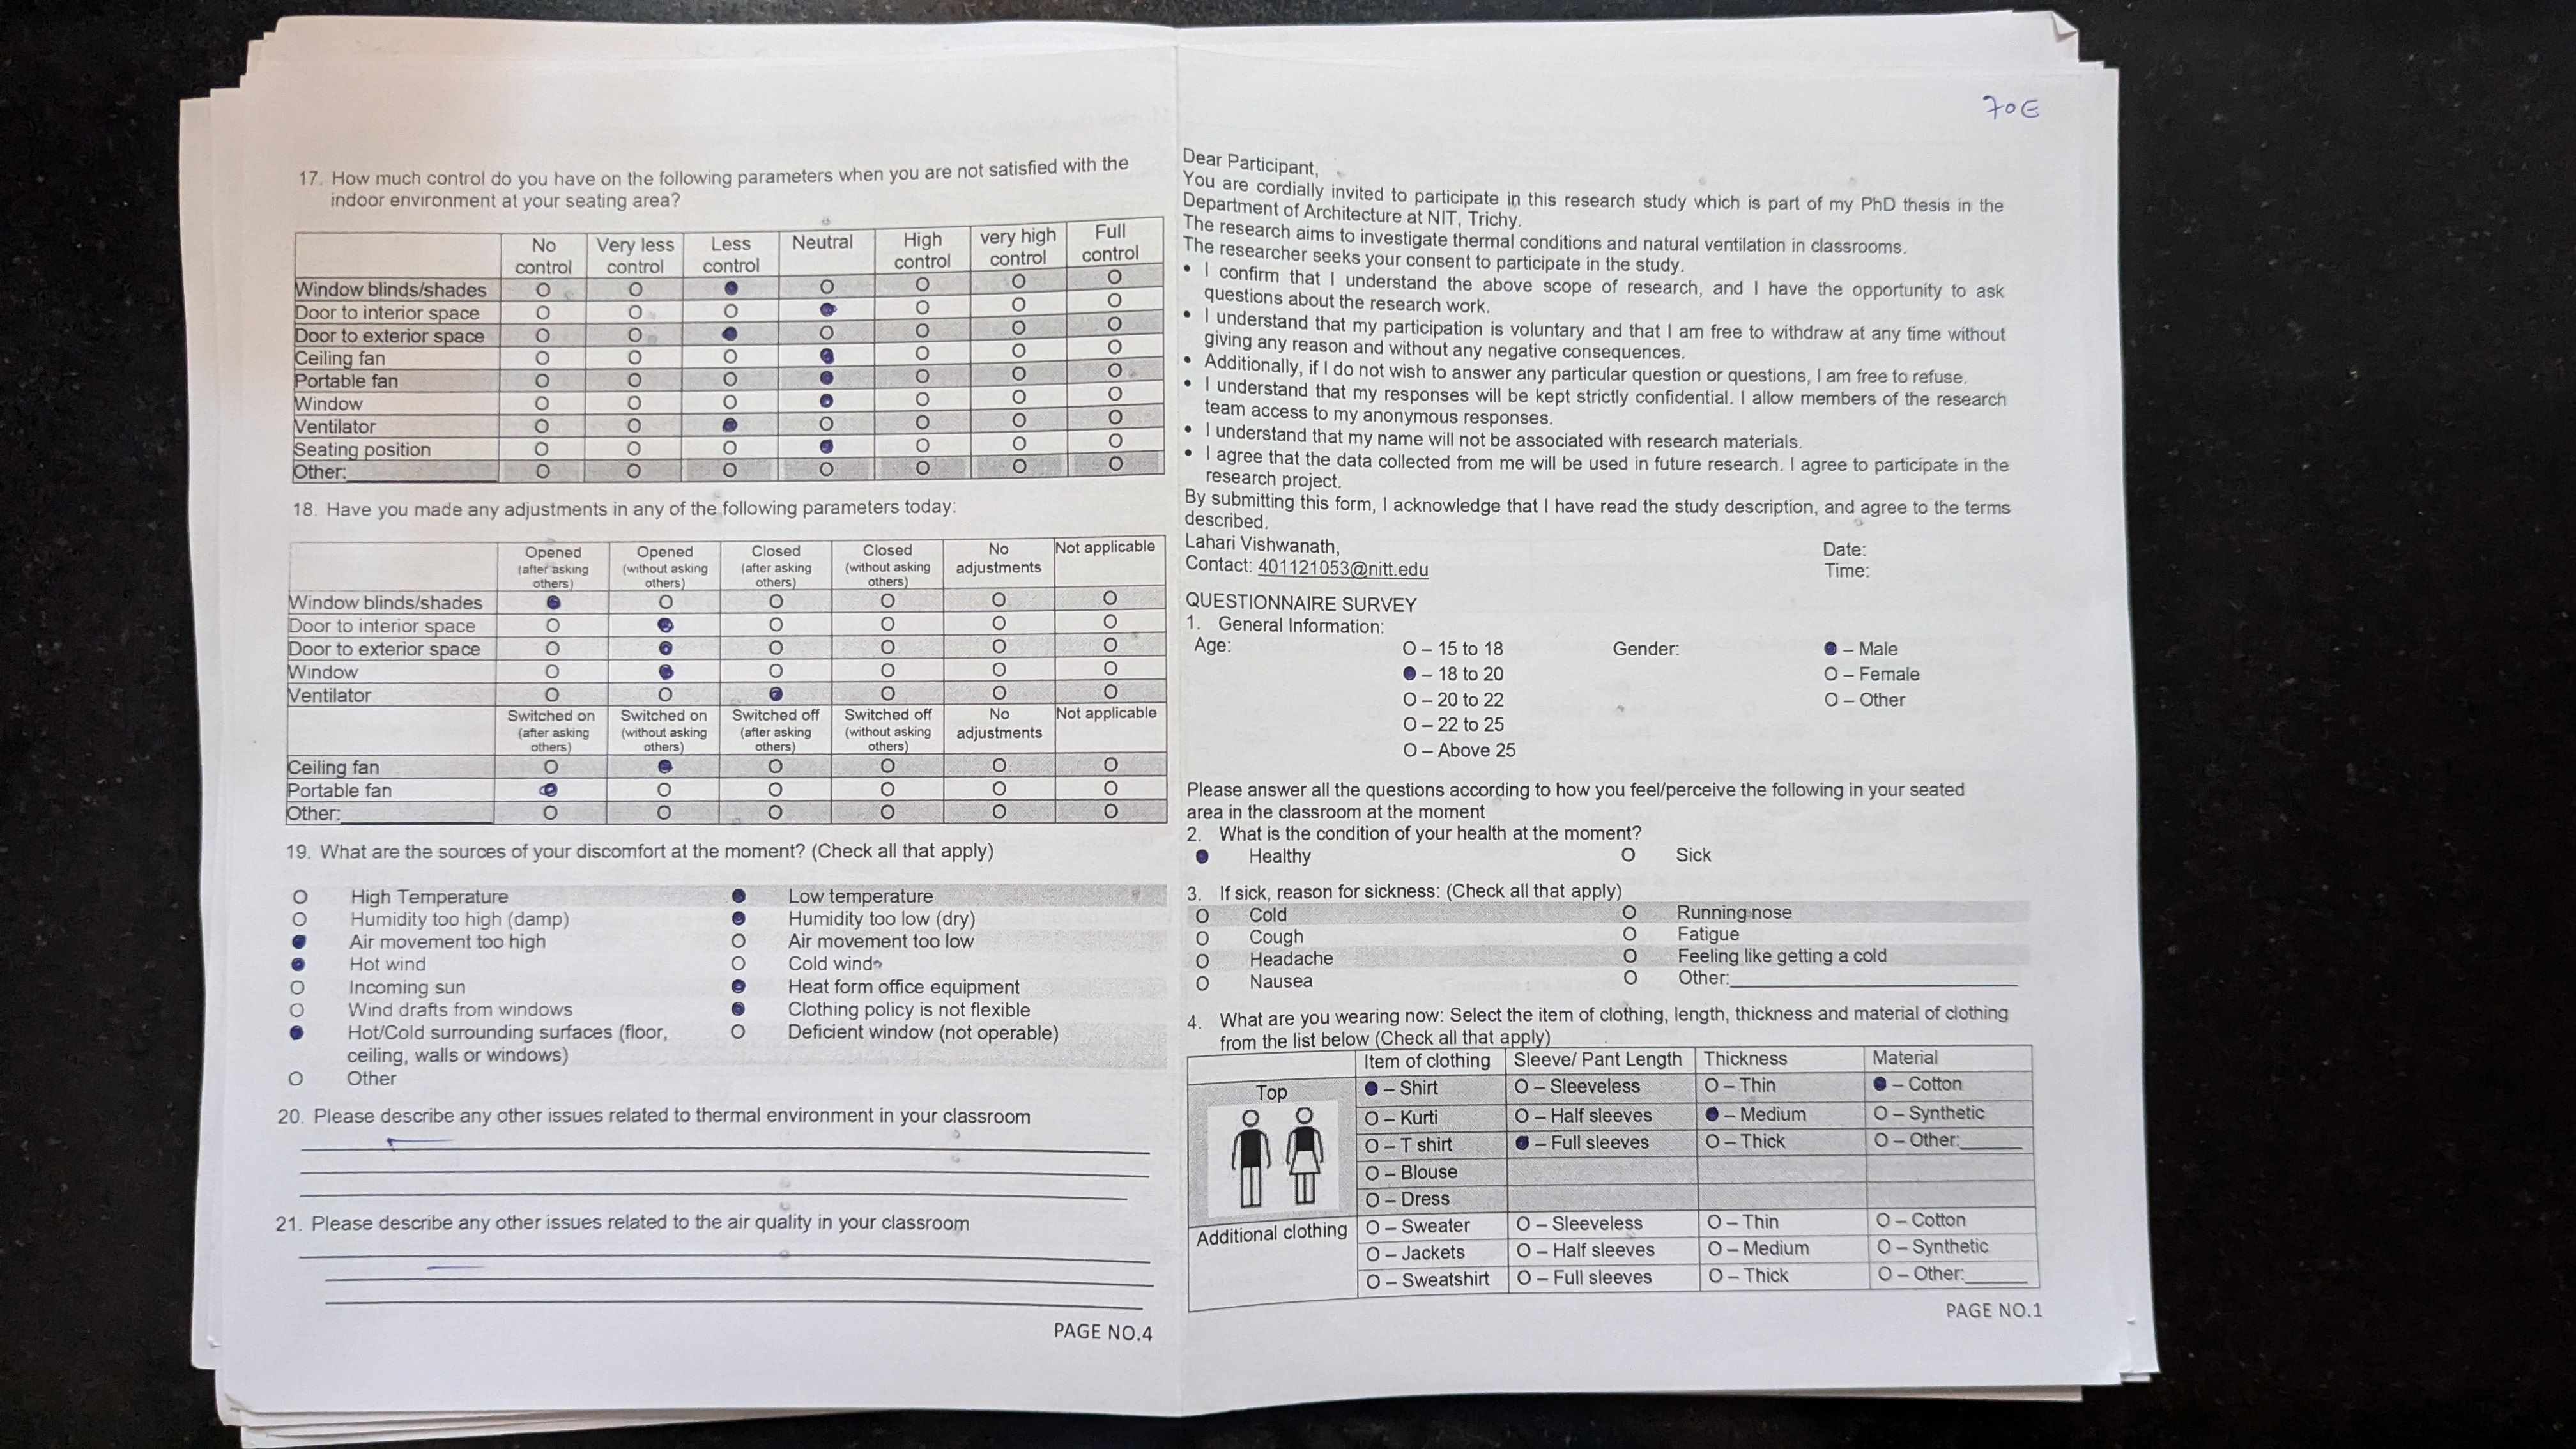 17. How much control do you have on the following parameters when you are not satisfied with the
indoor environment at your seating area?
No control Very less control Less control Neutral High control very high control Full control
Window blinds/shades O O ● O O O O
Door to interior space O O O ● O O O
Door to exterior space O O ● O O O O
Ceiling fan O O O ● O O O
Portable fan O O O ● O O O
Window O O O ● O O O
Ventilator O O ● O O O O
Seating position O O O ● O O O
Other: O O O O O O O
18. Have you made any adjustments in any of the following parameters today:
Opened (after asking others) Opened (without asking others) Closed (after asking others) Closed (without asking others) No adjustments Not applicable
Window blinds/shades ● O O O O O
Door to interior space O ● O O O O
Door to exterior space O ● O O O O
Window O ● O O O O
Ventilator O O ● O O O
Switched on (after asking others) Switched on (without asking others) Switched off (after asking others) Switched off (without asking others) No adjustments Not applicable
Ceiling fan O ● O O O O
Portable fan ● O O O O O
Other: O O O O O O
19. What are the sources of your discomfort at the moment? (Check all that apply)
O High Temperature ● Low temperature
O Humidity too high (damp) ● Humidity too low (dry)
● Air movement too high O Air movement too low
● Hot wind O Cold wind
O Incoming sun ● Heat form office equipment
O Wind drafts from windows ● Clothing policy is not flexible
● Hot/Cold surrounding surfaces (floor, O Deficient window (not operable)
ceiling, walls or windows)
O Other
20. Please describe any other issues related to thermal environment in your classroom
21. Please describe any other issues related to the air quality in your classroom
PAGE NO.4
70E
Dear Participant,
You are cordially invited to participate in this research study which is part of my PhD thesis in the
Department of Architecture at NIT, Trichy.
The research aims to investigate thermal conditions and natural ventilation in classrooms.
The researcher seeks your consent to participate in the study.
• I confirm that I understand the above scope of research, and I have the opportunity to ask
questions about the research work.
• I understand that my participation is voluntary and that I am free to withdraw at any time without
giving any reason and without any negative consequences.
• Additionally, if I do not wish to answer any particular question or questions, I am free to refuse.
• I understand that my responses will be kept strictly confidential. I allow members of the research
team access to my anonymous responses.
• I understand that my name will not be associated with research materials.
• I agree that the data collected from me will be used in future research. I agree to participate in the
research project.
By submitting this form, I acknowledge that I have read the study description, and agree to the terms
described.
Lahari Vishwanath, Date:
Contact: 401121053@nitt.edu Time:
QUESTIONNAIRE SURVEY
1. General Information:
Age: O – 15 to 18 Gender: ● – Male
● – 18 to 20 O – Female
O – 20 to 22 O – Other
O – 22 to 25
O – Above 25
Please answer all the questions according to how you feel/perceive the following in your seated
area in the classroom at the moment
2. What is the condition of your health at the moment?
● Healthy O Sick
3. If sick, reason for sickness: (Check all that apply)
O Cold O Running nose
O Cough O Fatigue
O Headache O Feeling like getting a cold
O Nausea O Other:
4. What are you wearing now: Select the item of clothing, length, thickness and material of clothing
from the list below (Check all that apply)
Item of clothing Sleeve/ Pant Length Thickness Material
Top ● – Shirt O – Sleeveless O – Thin ● – Cotton
O – Kurti O – Half sleeves ● – Medium O – Synthetic
O – T shirt ● – Full sleeves O – Thick O – Other:
O – Blouse
O – Dress
Additional clothing O – Sweater O – Sleeveless O – Thin O – Cotton
O – Jackets O – Half sleeves O – Medium O – Synthetic
O – Sweatshirt O – Full sleeves O – Thick O – Other:
PAGE NO.1